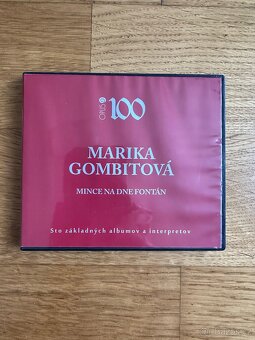 OPUS 100
MARIKA
GOMBITOVÁ
MINCE NA DNE FONTÁN
Sto základných albumov a interpretov